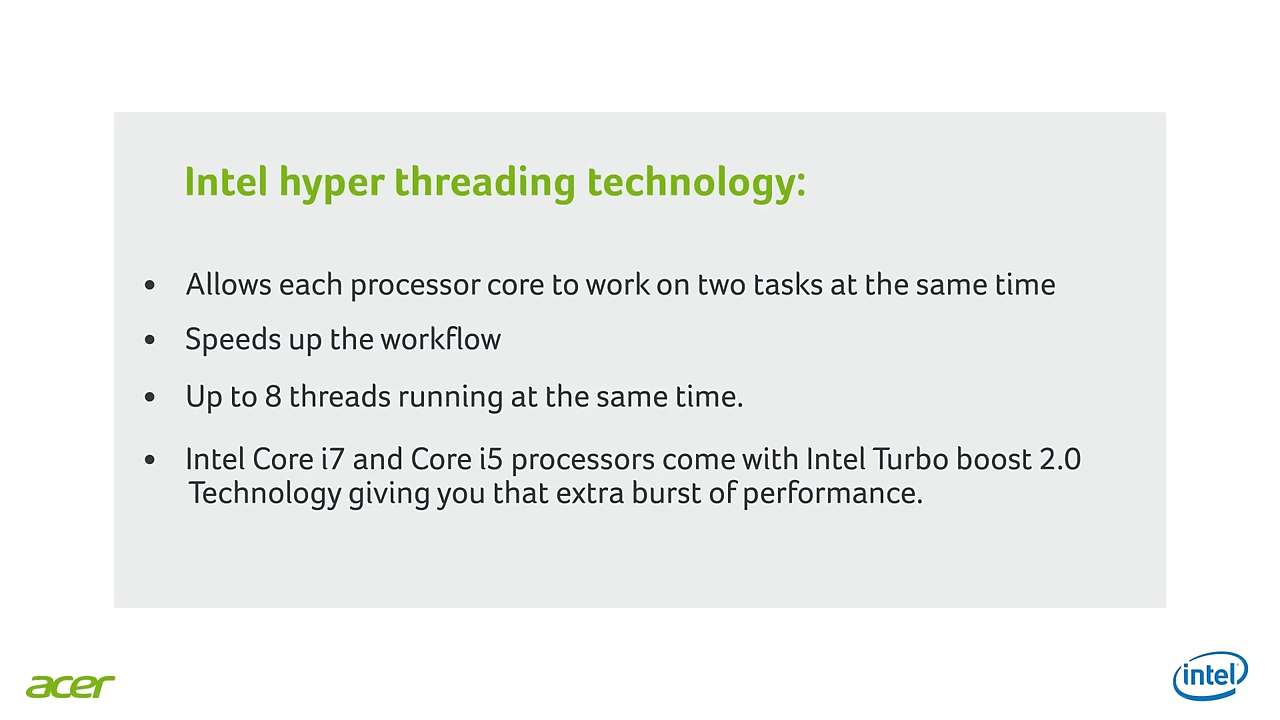 Intel hyper threading technology:
• Allows each processor core to work on two tasks at the same time
• Speeds up the workflow
• Up to 8 threads running at the same time.
• Intel Core i7 and Core i5 processors come with Intel Turbo boost 2.0
Technology giving you that extra burst of performance.
acer
intel